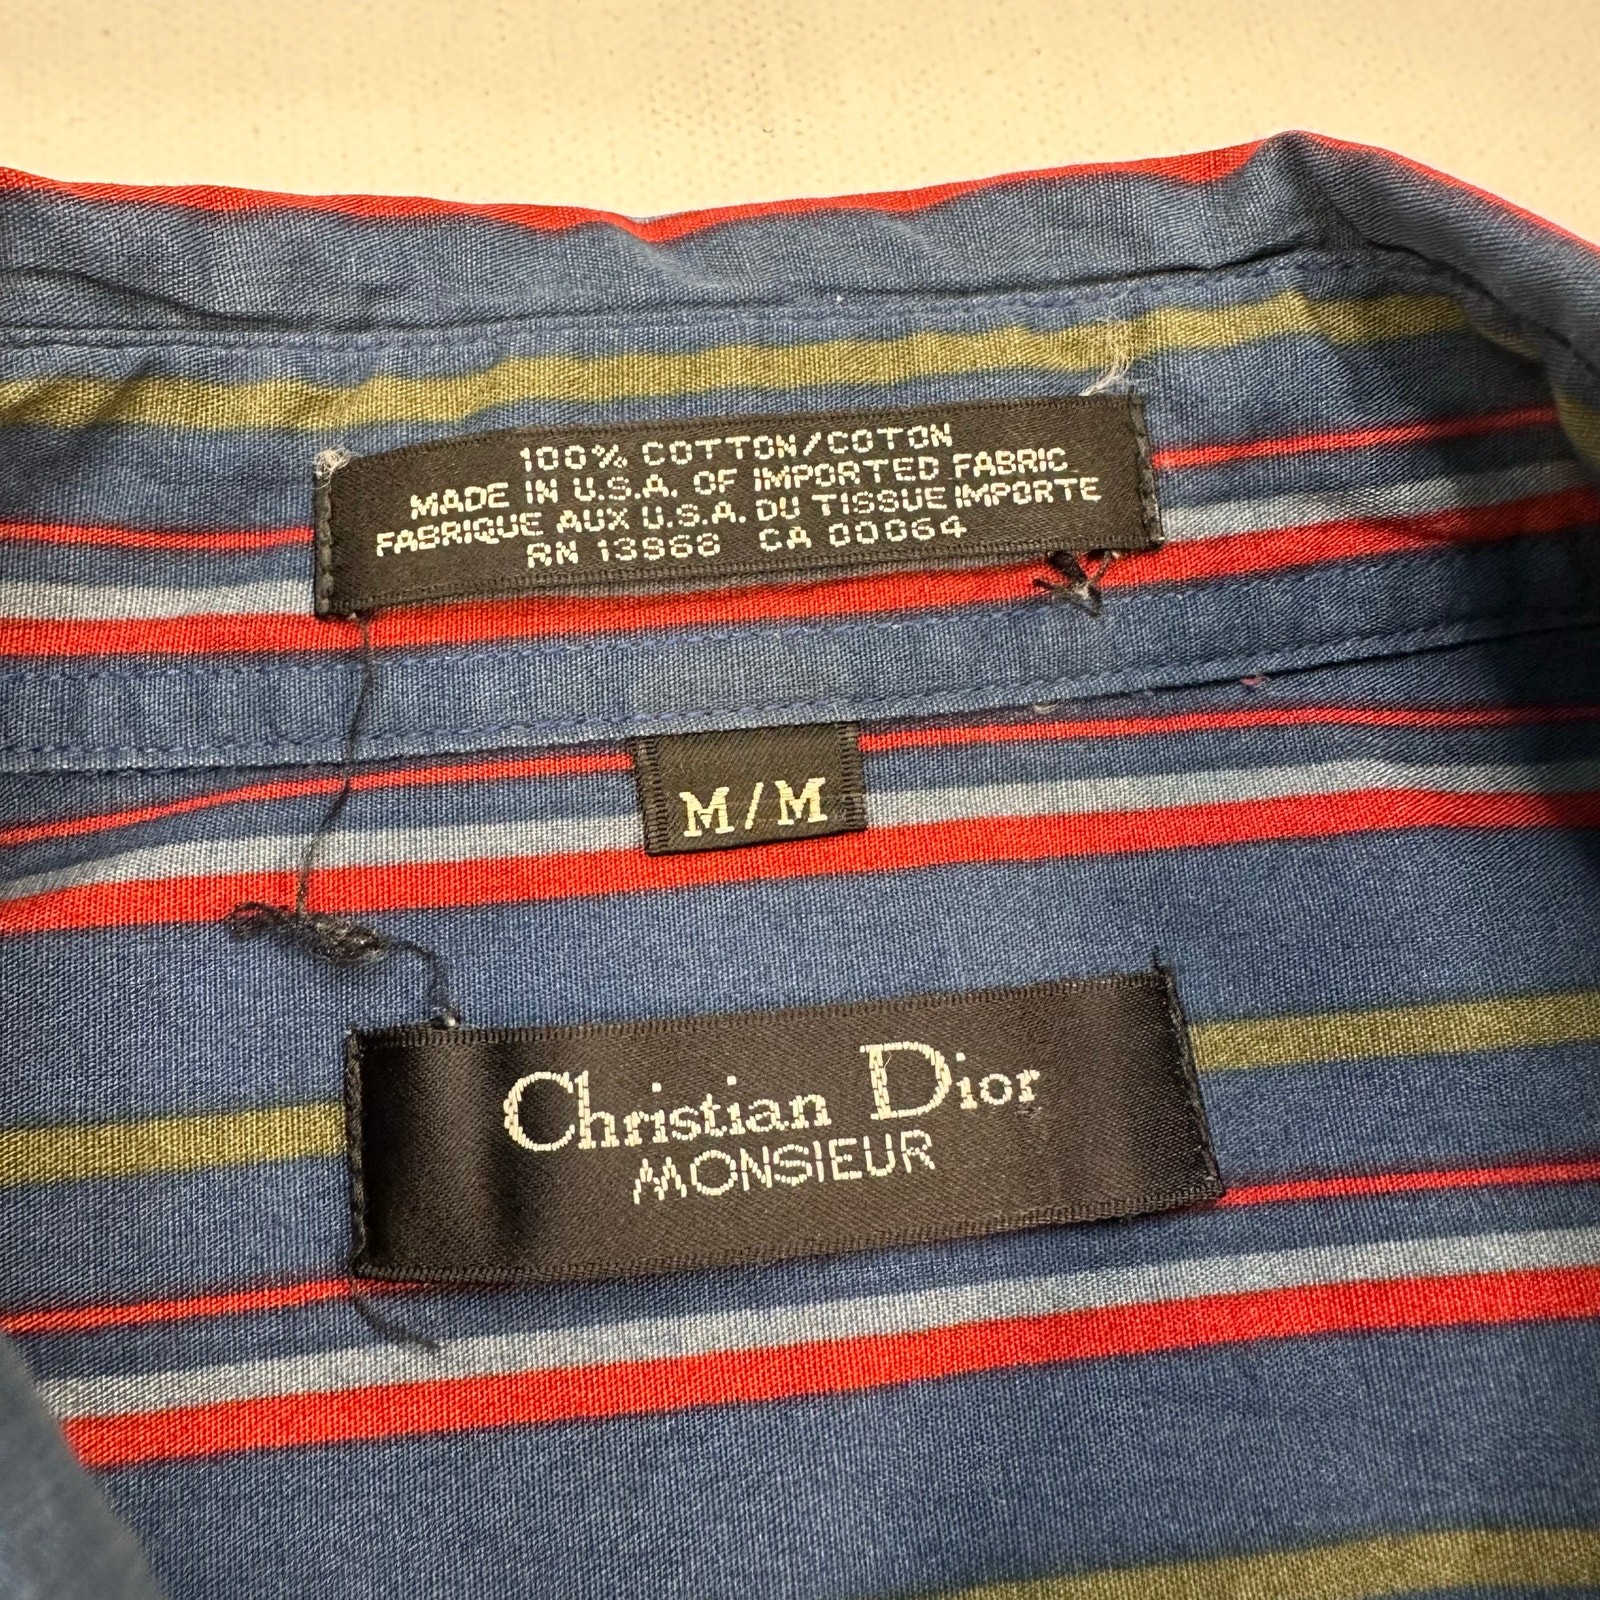 100% COTTON/COTON
MADE IN U.S.A. OF IMPORTED FABRIC
FABRIQUE AUX U.S.A. DU TISSUE IMPORTE
RN 13968 CA 00064
M/M
Christian Dior
MONSIEUR